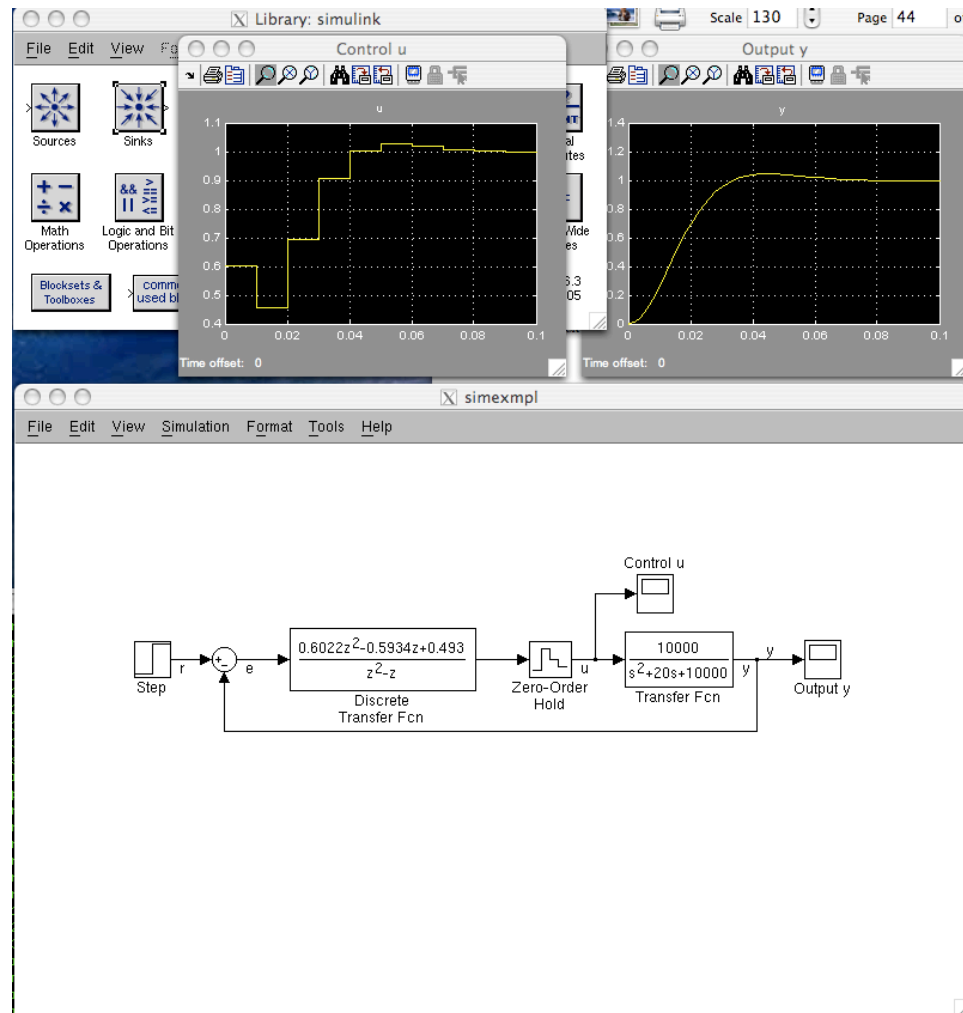 Library: simulink
Scale 130
Page 44
File Edit View
Control u
Output y
Sources
Sinks
Math
Operations
Logic and Bit
Operations
Blocksets &
Toolboxes
used
u
1.1
1
0.9
0.8
0.7
0.6
0.5
0.4
0 0.02 0.04 0.06 0.08 0.1
Time offset: 0
y
1.4
1.2
1
0.8
0.6
0.4
0.2
0
0 0.02 0.04 0.06 0.08 0.1
Time offset: 0
simexmpl
File Edit View Simulation Format Tools Help
Control u
Step
r
+
-
e
0.6022z²-0.5934z+0.493
z²-z
Discrete
Transfer Fcn
Zero-Order
Hold
u
10000
s²+20s+10000
Transfer Fcn
y
y
Output y